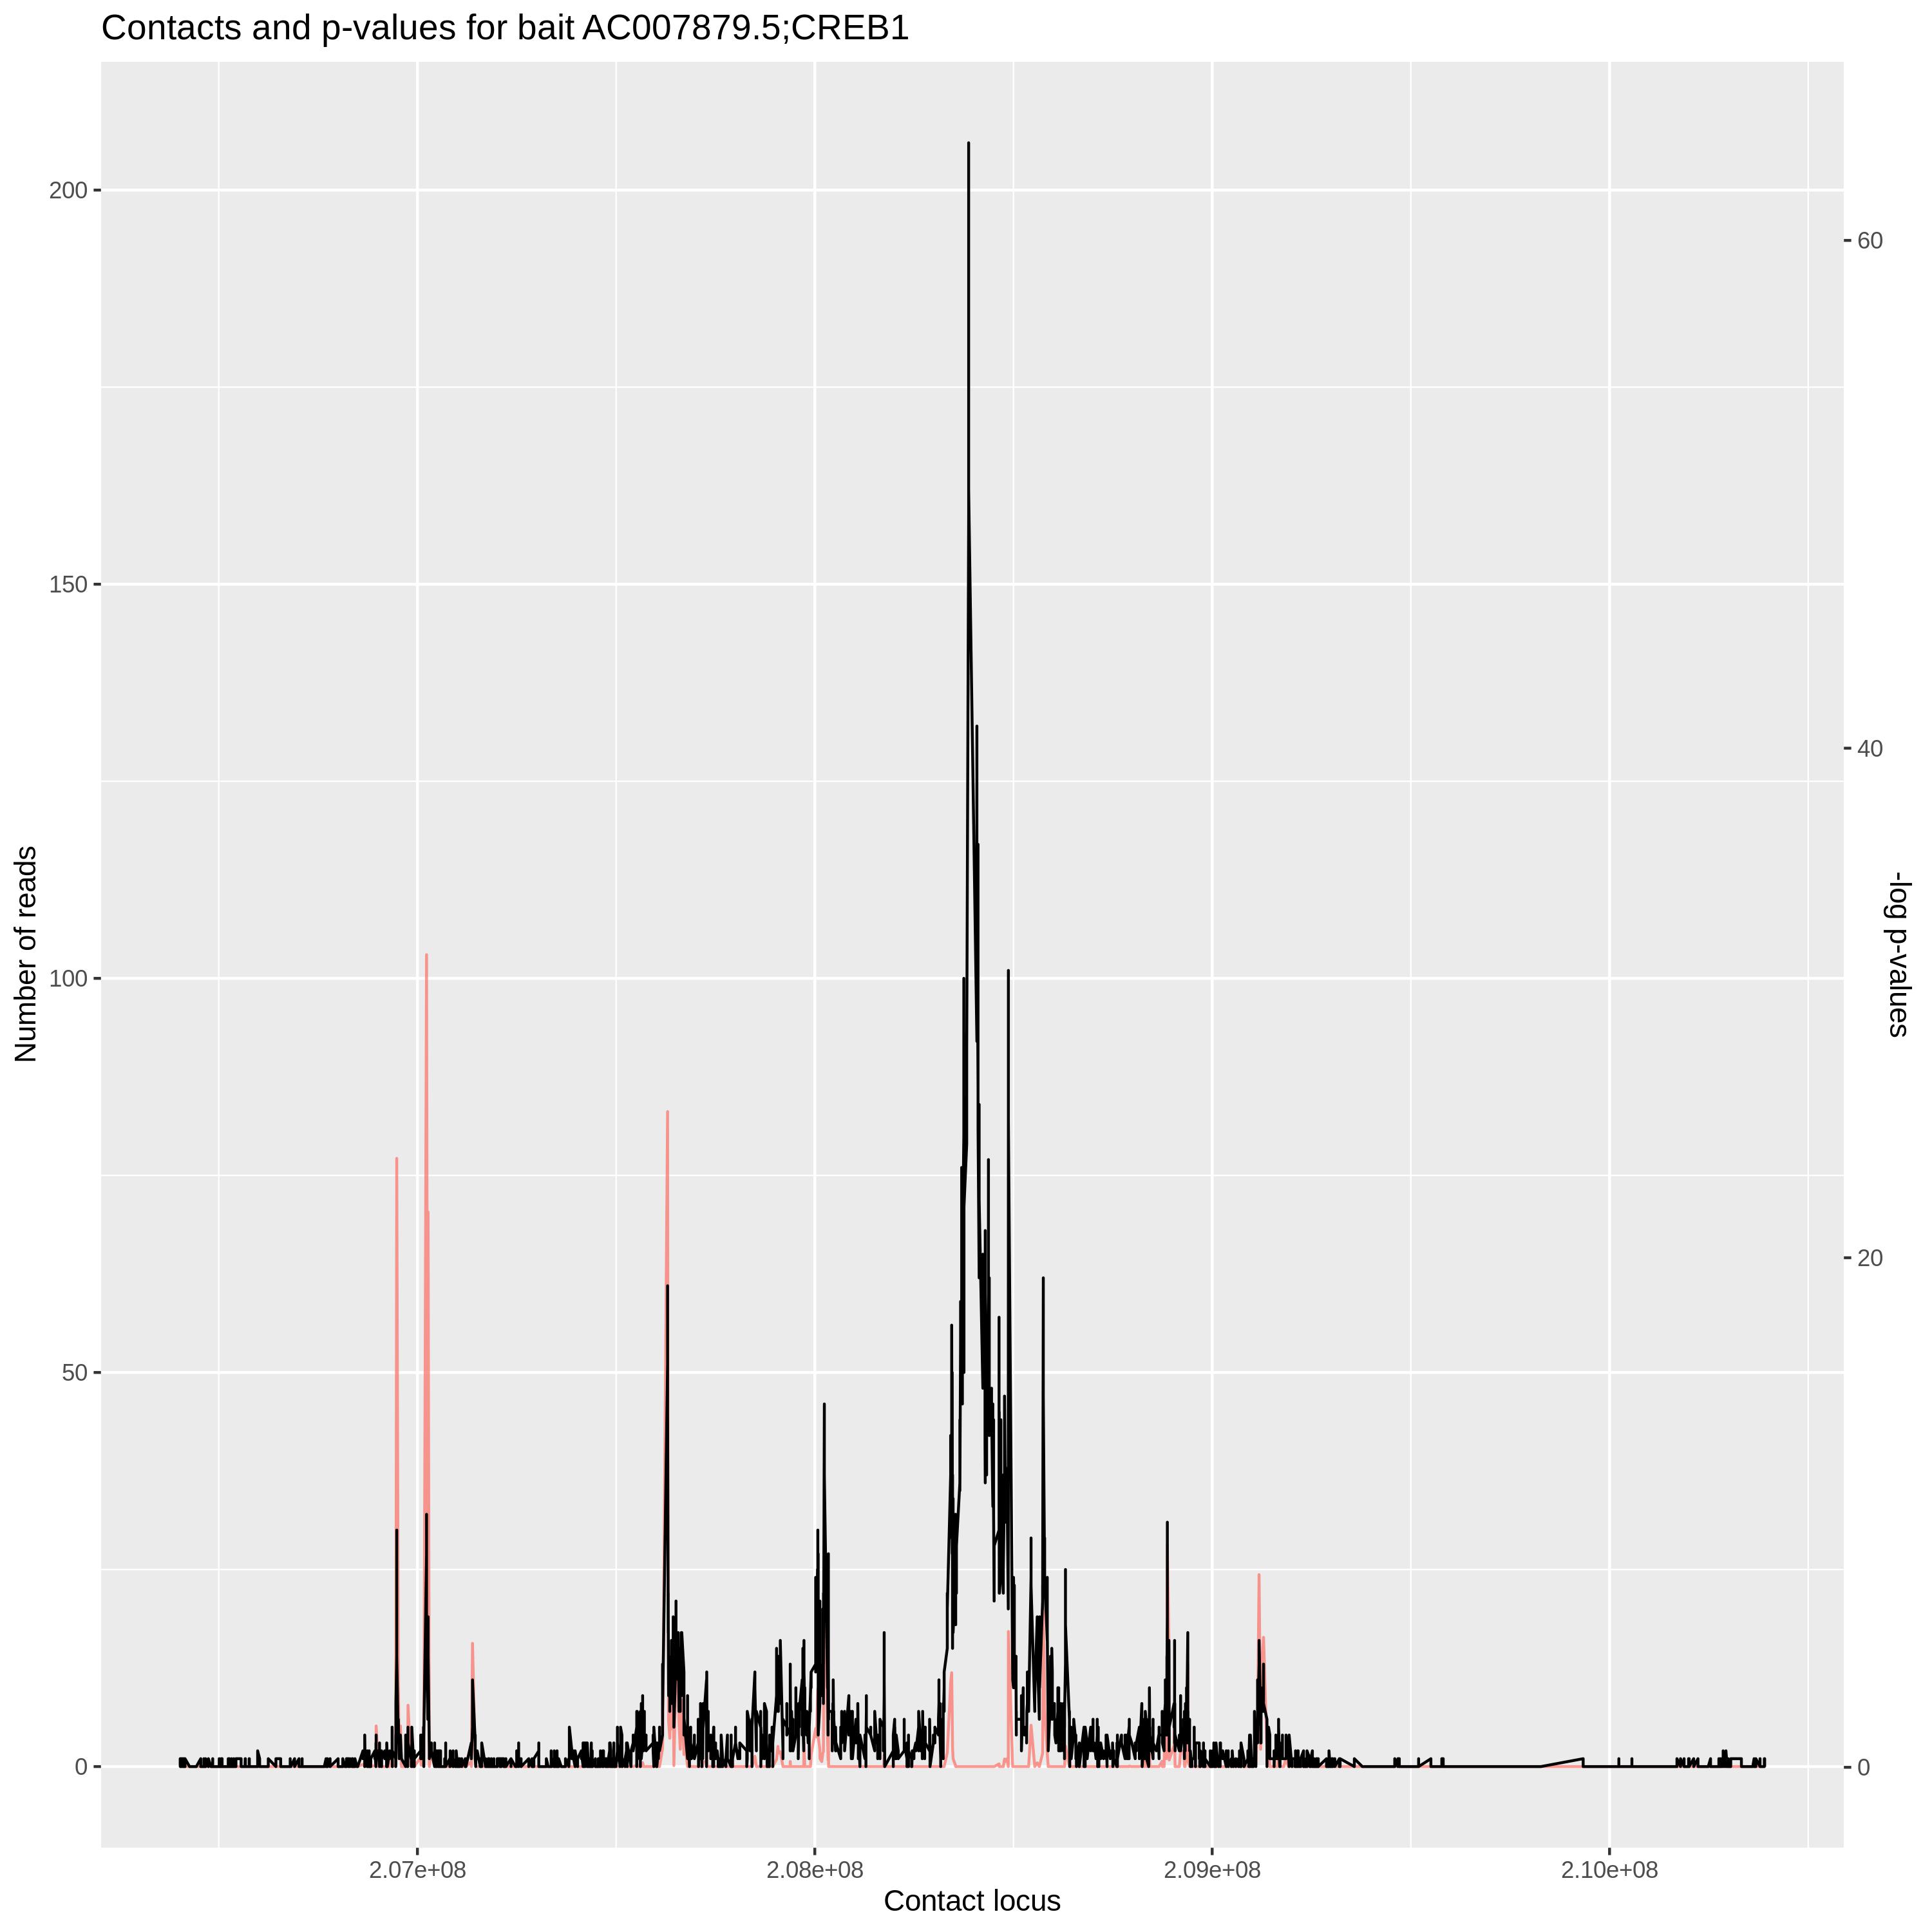 Contacts and p-values for bait AC007879.5;CREB1
Number of reads
200
150
100
50
0
60
40
20
0
-log p-values
2.07e+08 2.08e+08 2.09e+08 2.10e+08
Contact locus